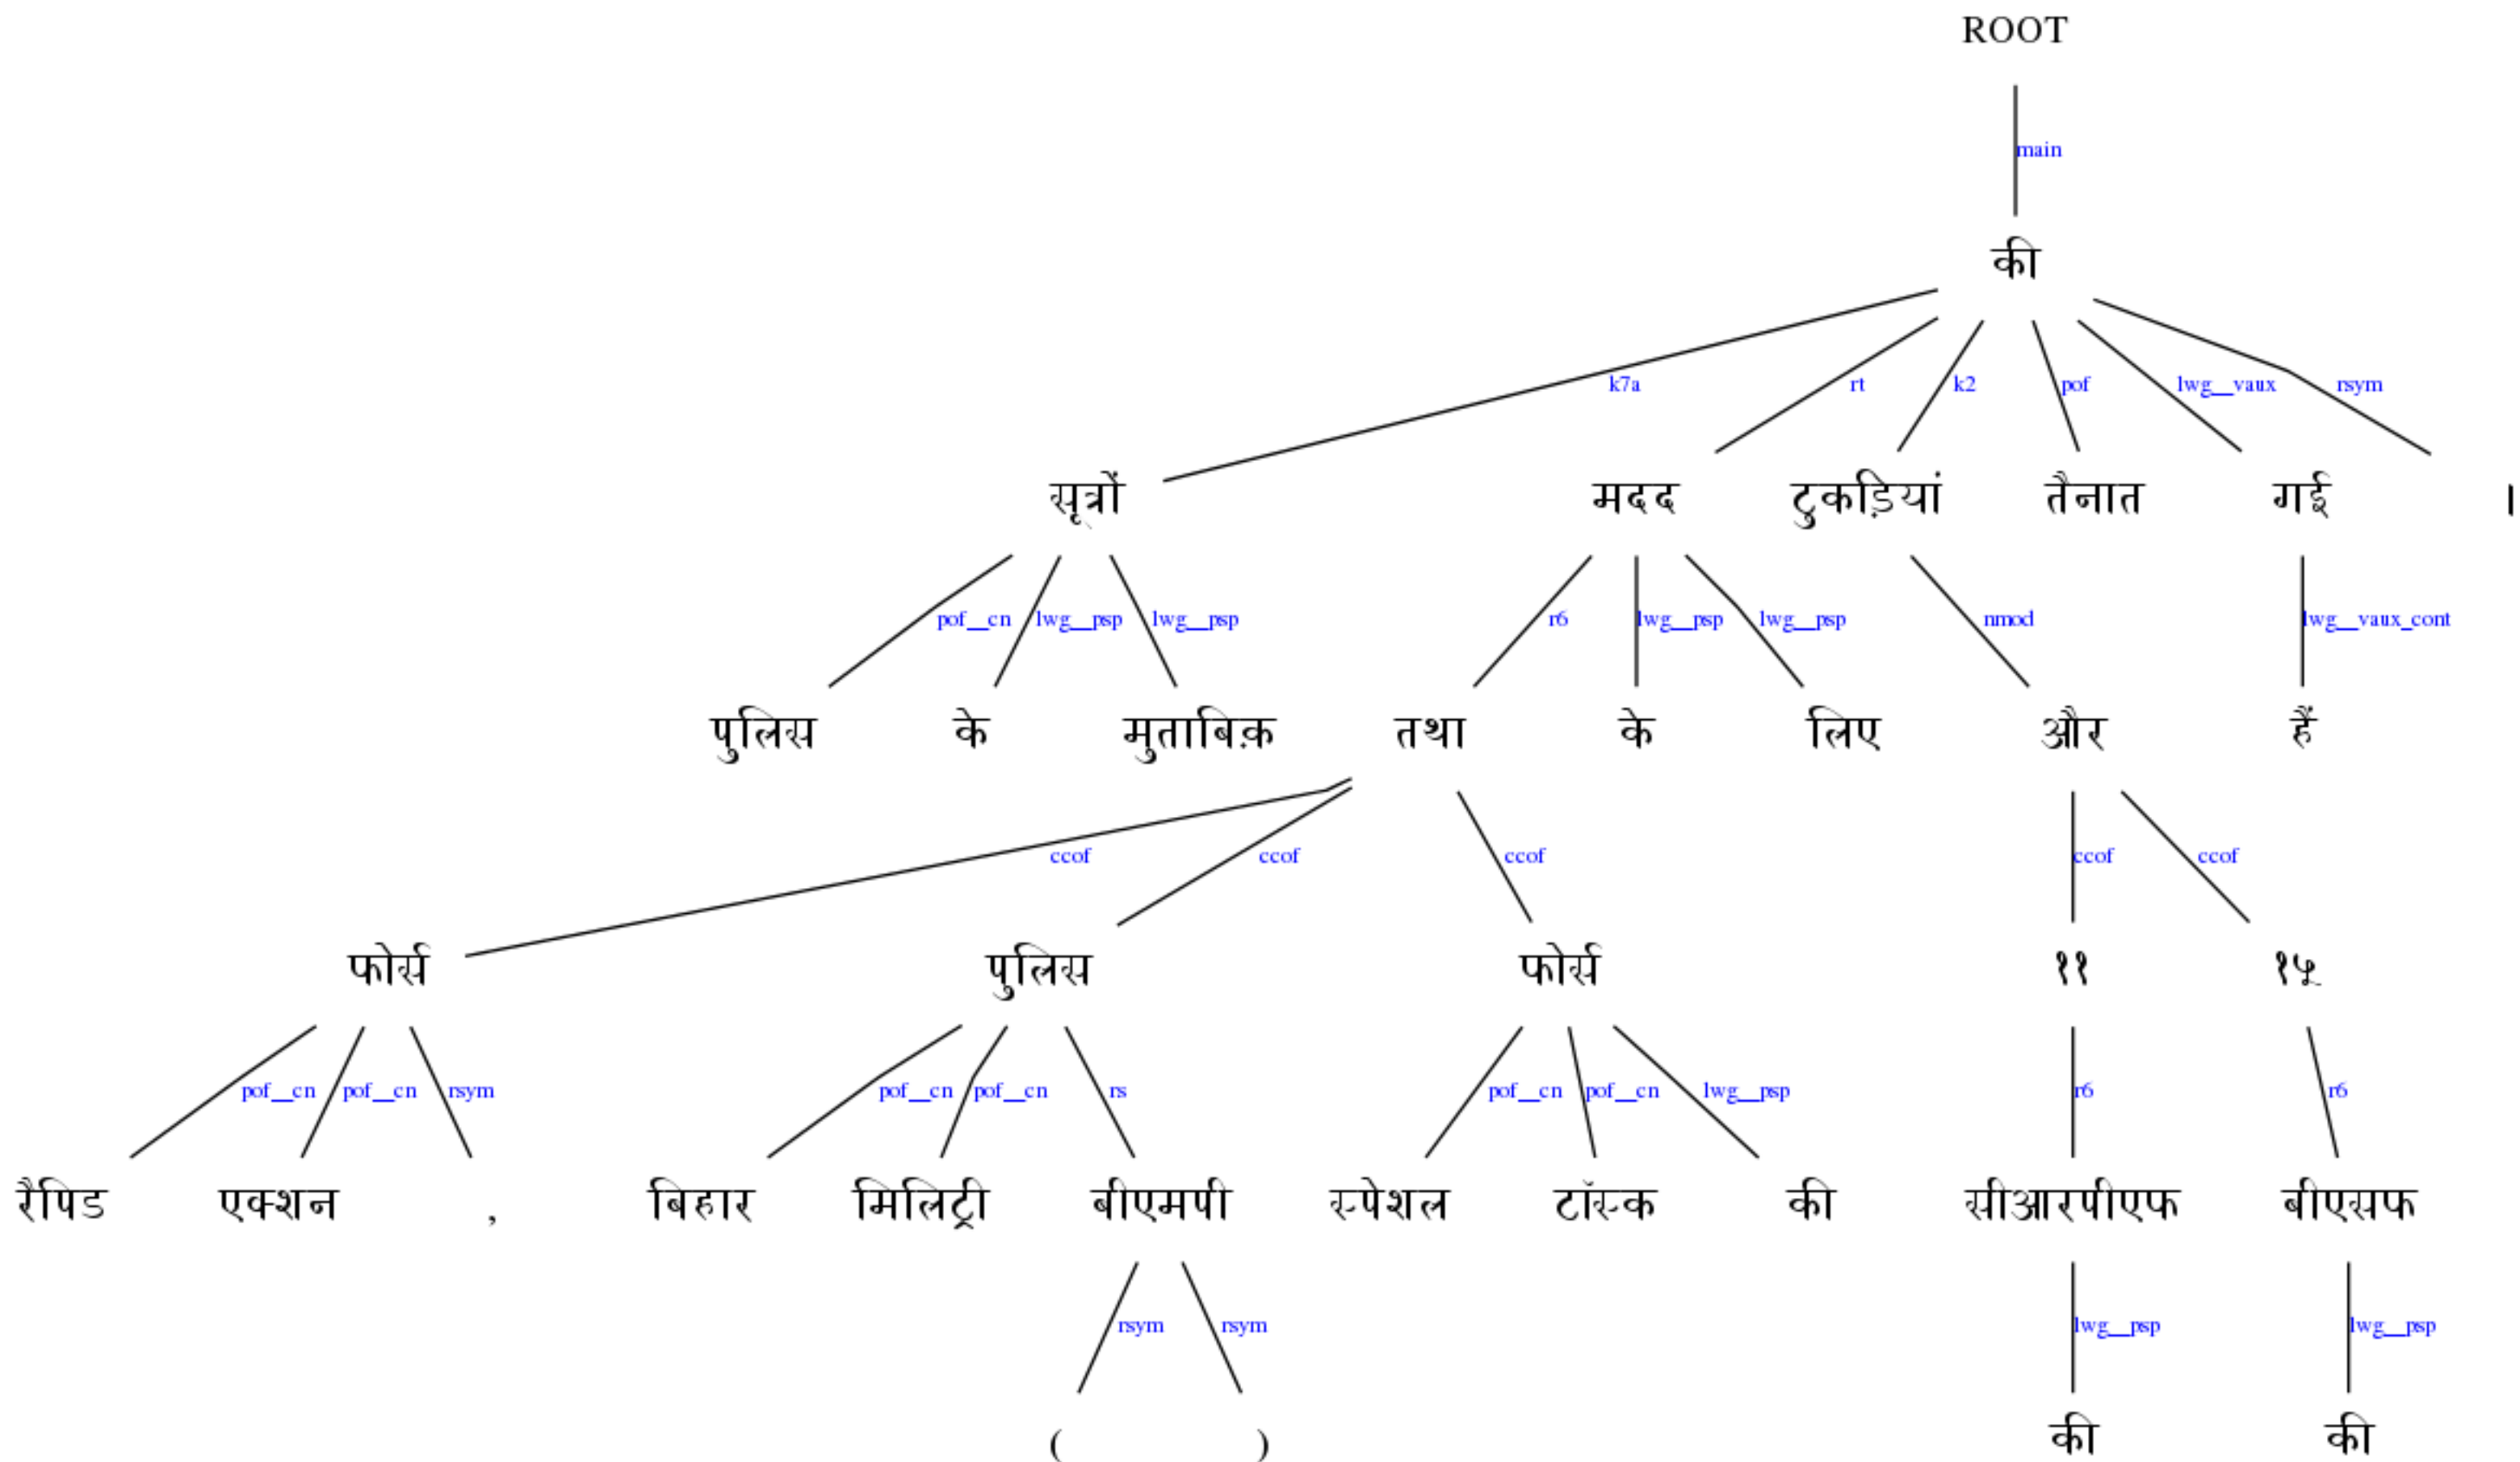 ROOT
main
की
k7a rt k2 pof lwg__vaux rsym
सूत्रों मदद टुकड़ियां तैनात गई ।
pof__cn lwg__psp lwg__psp r6 lwg__psp lwg__psp nmod lwg__vaux_cont
पुलिस के मुताबिक़ तथा के लिए और हैं
ccof ccof ccof ccof ccof
फोर्स पुलिस फोर्स ११ १५
pof__cn pof__cn rsym pof__cn pof__cn rs pof__cn pof__cn lwg__psp r6 r6
रैपिड एक्शन , बिहार मिलिट्री बीएमपी स्पेशल टॉस्क की सीआरपीएफ बीएसफ
rsym rsym lwg__psp lwg__psp
( ) की की